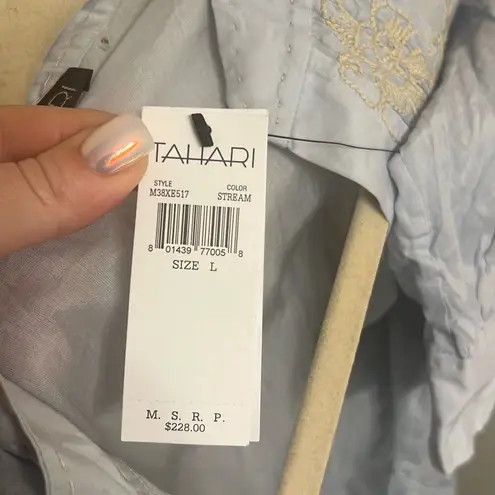 TAHARI
STYLE COLOR
M38XE517 STREAM
8 01439 77005 8
SIZE L
M. S. R. P.
$228.00